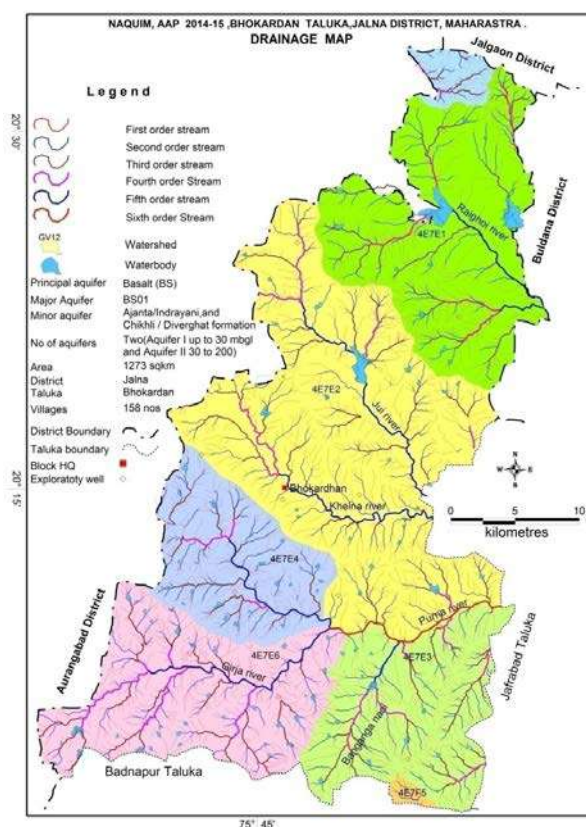 NAQUIM, AAP 2014-15 ,BHOKARDAN TALUKA,JALNA DISTRICT, MAHARASTRA .
DRAINAGE MAP
Legend
First order stream
Second order stream
Third order stream
Fourth order Stream
Fifth order Stream
Sixth order Stream
GV12 Watershed
Waterbody
Principal aquifer Basalt (BS)
Major Aquifer BS01
Minor aquifer Ajanta/Indrayani,and
Chikhli / Diverghat formation
No of aquifers Two(Aquifer I up to 30 mbgl
and Aquifer II 30 to 200)
Area 1273 sqkm
District Jalna
Taluka Bhokardan
Villages 158 nos
District Boundary
Taluka boundary
Block HQ
Exploratoty well
20° 30'
20° 15'
75° 45'
Jalgaon District
Buldana District
Raighol river
4E7E1
4E7E2
Jui river
Bhokardhan
Khelna river
N
W E
S
0 5 10
kilometres
4E7E4
Purna river
4E7E3
Jafrabad Taluka
Aurangabad District
4E7E6
Girja river
Banganga nadi
Badnapur Taluka
4E7F5